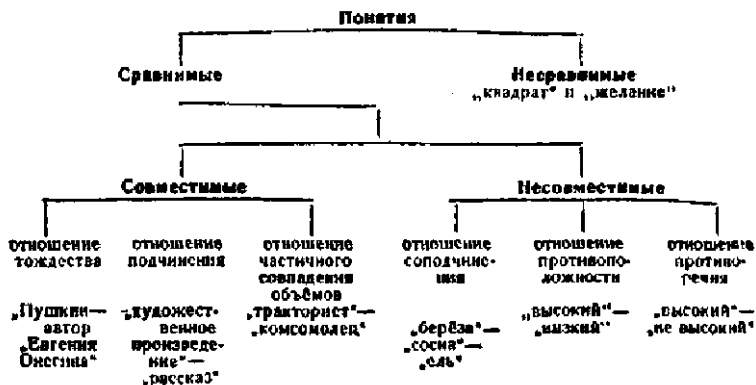 Понятия
Сравнимые
Несравнимые
„квадрат“ и „желание“
Совместимые
Несовместимые
отношение
тождества
отношение
подчинения
отношение
частичного
совпадения
объёмов
отношение
соподчине-
ния
отношение
противопо-
ложности
отношение
противо-
речия
„Пушкин—
автор
„Евгения
Онегина“
„художест-
венное
произведе-
ние“—
„рассказ“
„тракторист“—
„комсомолец“
„берёза“—
„сосна“—
„ель“
„высокий“—
„низкий“
„высокий“—
„не высокий“